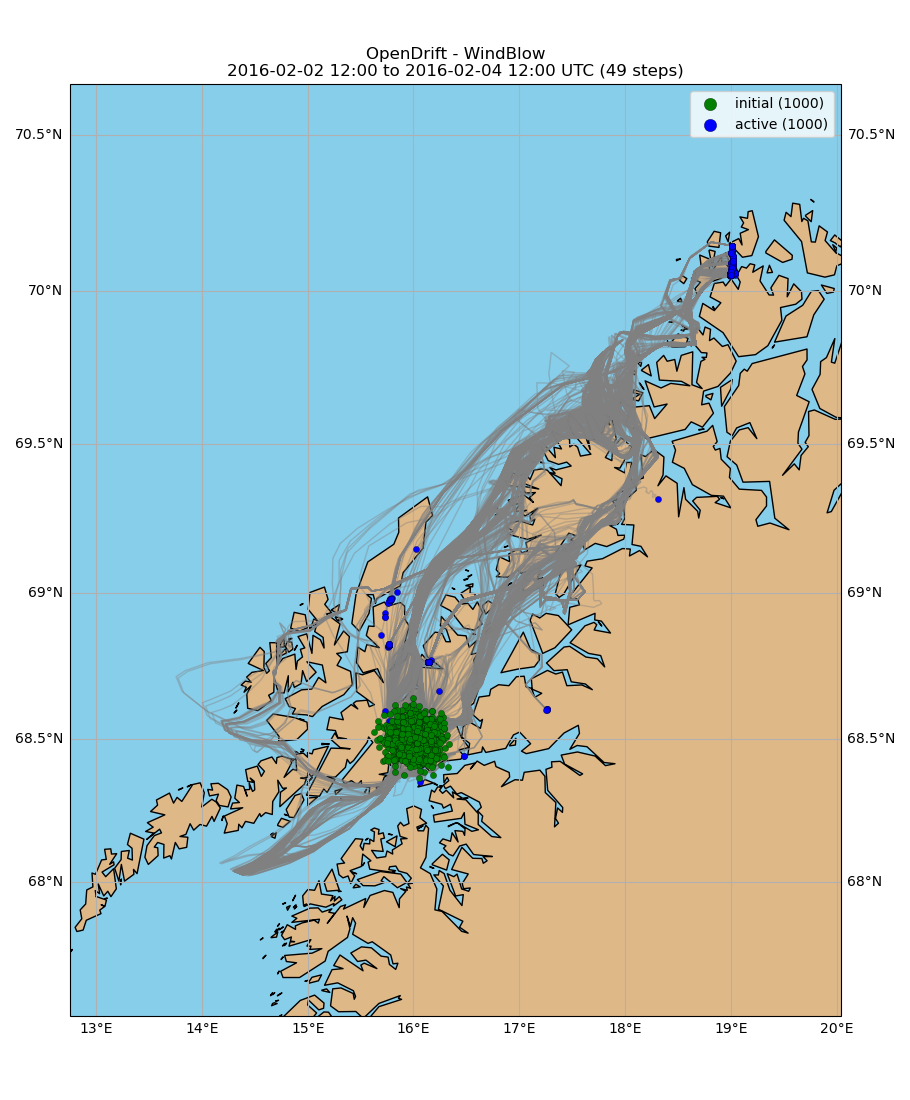 OpenDrift - WindBlow
2016-02-02 12:00 to 2016-02-04 12:00 UTC (49 steps)
initial (1000)
active (1000)
70.5°N 70.5°N
70°N 70°N
69.5°N 69.5°N
69°N 69°N
68.5°N 68.5°N
68°N 68°N
13°E 14°E 15°E 16°E 17°E 18°E 19°E 20°E